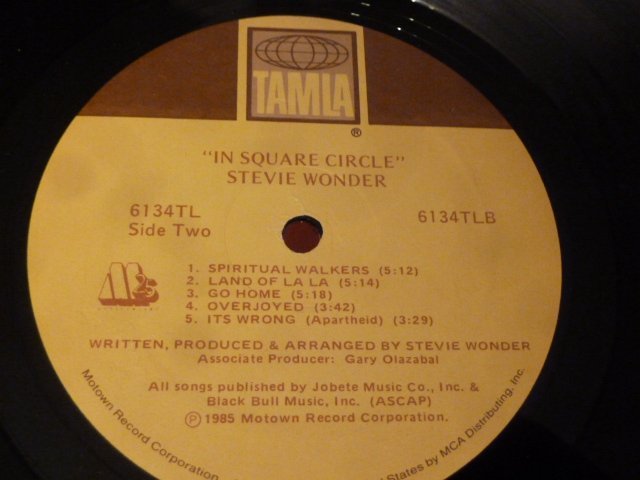 TAMLA
®
"IN SQUARE CIRCLE"
STEVIE WONDER
6134TL
Side Two
6134TLB
1. SPIRITUAL WALKERS (5:12)
2. LAND OF LA LA (5:14)
3. GO HOME (5:18)
4. OVERJOYED (3:42)
5. ITS WRONG (Apartheid) (3:29)
WRITTEN, PRODUCED & ARRANGED BY STEVIE WONDER
Associate Producer: Gary Olazabal
All songs published by Jobete Music Co., Inc. &
Black Bull Music, Inc. (ASCAP)
Ⓟ1985 Motown Record Corporation.
Motown Record Corporation
States by MCA Distributing, Inc.